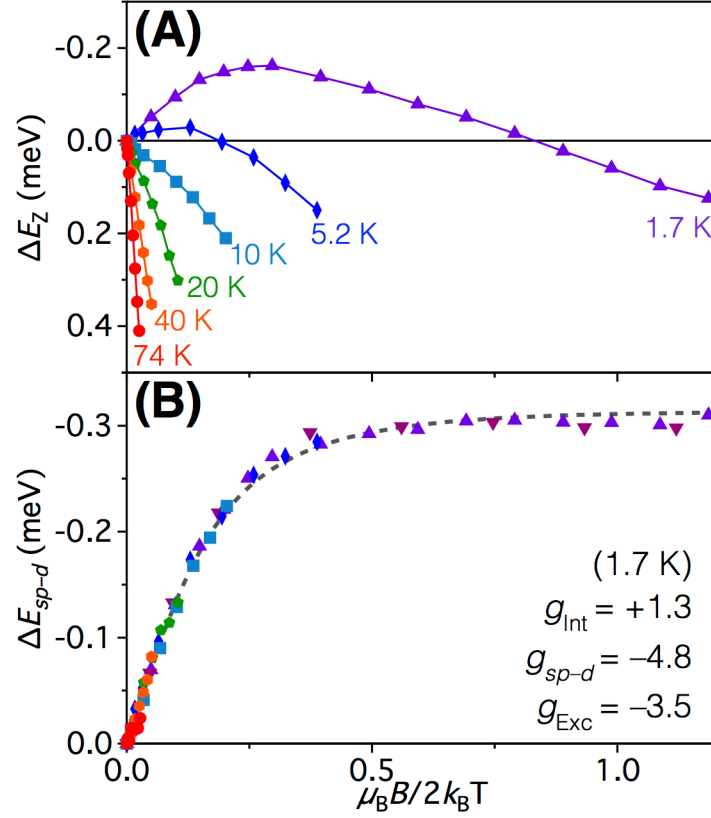 (A)
-0.2
0.0
0.2
0.4
ΔE_Z (meV)
1.7 K
5.2 K
10 K
20 K
40 K
74 K
(B)
-0.3
-0.2
-0.1
0.0
ΔE_sp–d (meV)
(1.7 K)
g_Int = +1.3
g_sp–d = –4.8
g_Exc = –3.5
0.0
0.5
1.0
μ_B B/2k_B T